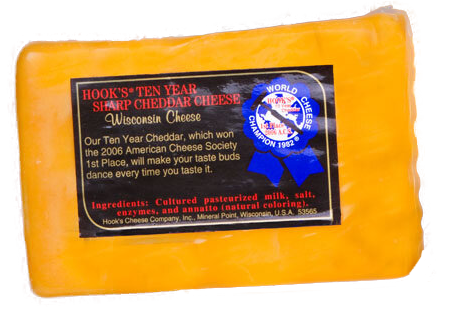 HOOK'S® TEN YEAR
SHARP CHEDDAR CHEESE
Wisconsin Cheese
Our Ten Year Cheddar, which won
the 2006 American Cheese Society
1st Place, will make your taste buds
dance every time you taste it.
WORLD CHEESE
HOOK'S
CHAMPION 1982®
Ingredients: Cultured pasteurized milk, salt,
enzymes, and annatto (natural coloring).
Hook's Cheese Company, Inc., Mineral Point, Wisconsin, U.S.A. 53565